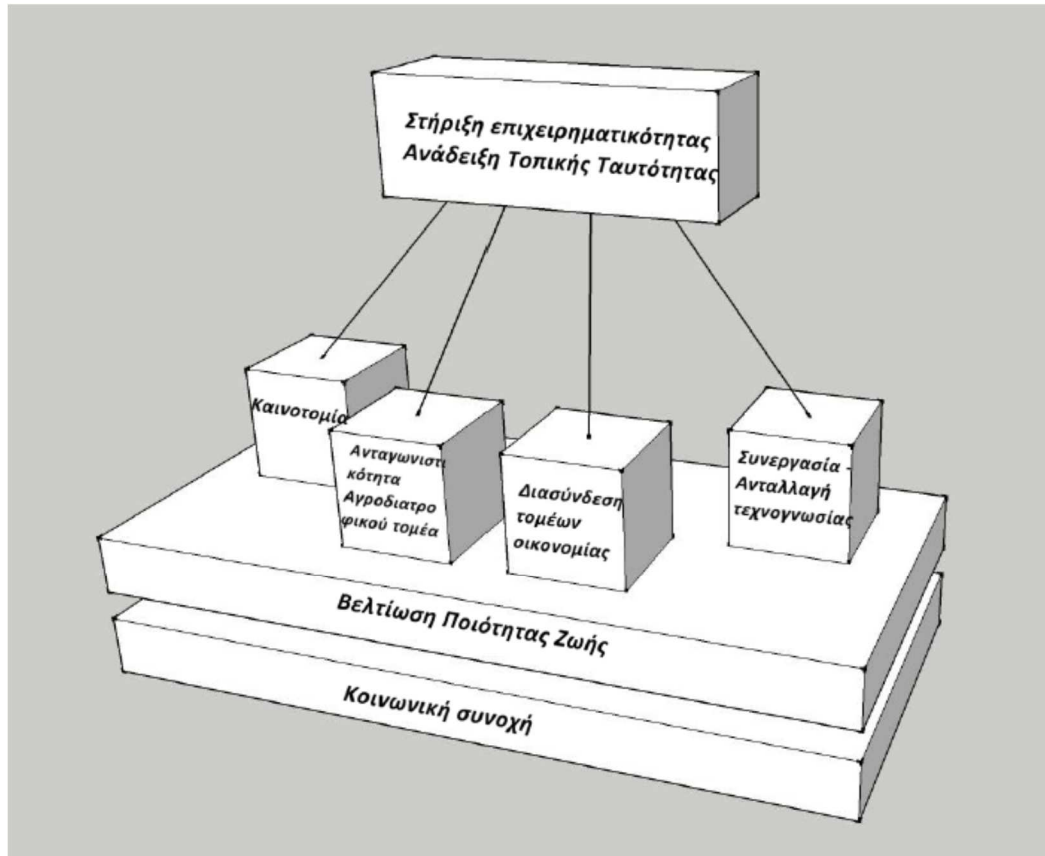 Στήριξη επιχειρηματικότητας
Ανάδειξη Τοπικής Ταυτότητας
Καινοτομία
Ανταγωνιστι
κότητα
Αγροδιατρο
φικού τομέα
Διασύνδεση
τομέων
οικονομίας
Συνεργασία -
Ανταλλαγή
τεχνογνωσίας
Βελτίωση Ποιότητας Ζωής
Κοινωνική συνοχή